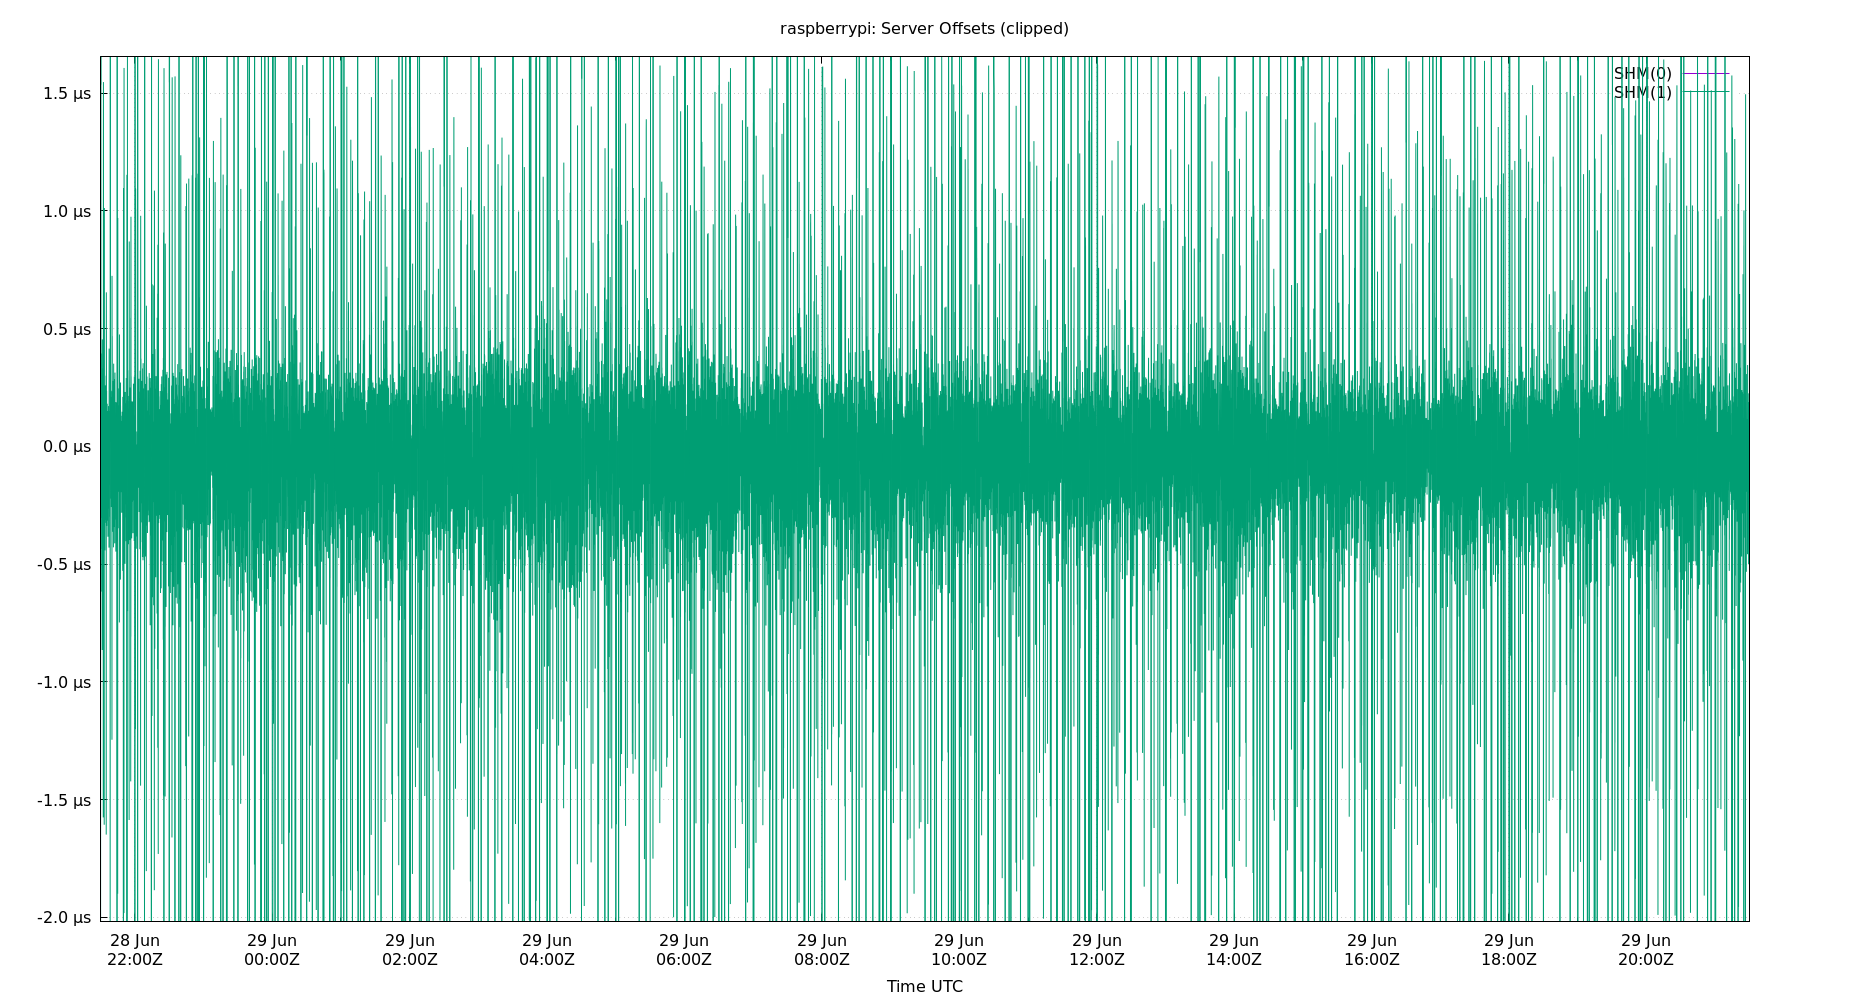 raspberrypi: Server Offsets (clipped)
SHM(0)
SHM(1)
1.5 µs
1.0 µs
0.5 µs
0.0 µs
-0.5 µs
-1.0 µs
-1.5 µs
-2.0 µs
28 Jun 29 Jun 29 Jun 29 Jun 29 Jun 29 Jun 29 Jun 29 Jun 29 Jun 29 Jun 29 Jun 29 Jun
22:00Z 00:00Z 02:00Z 04:00Z 06:00Z 08:00Z 10:00Z 12:00Z 14:00Z 16:00Z 18:00Z 20:00Z
Time UTC